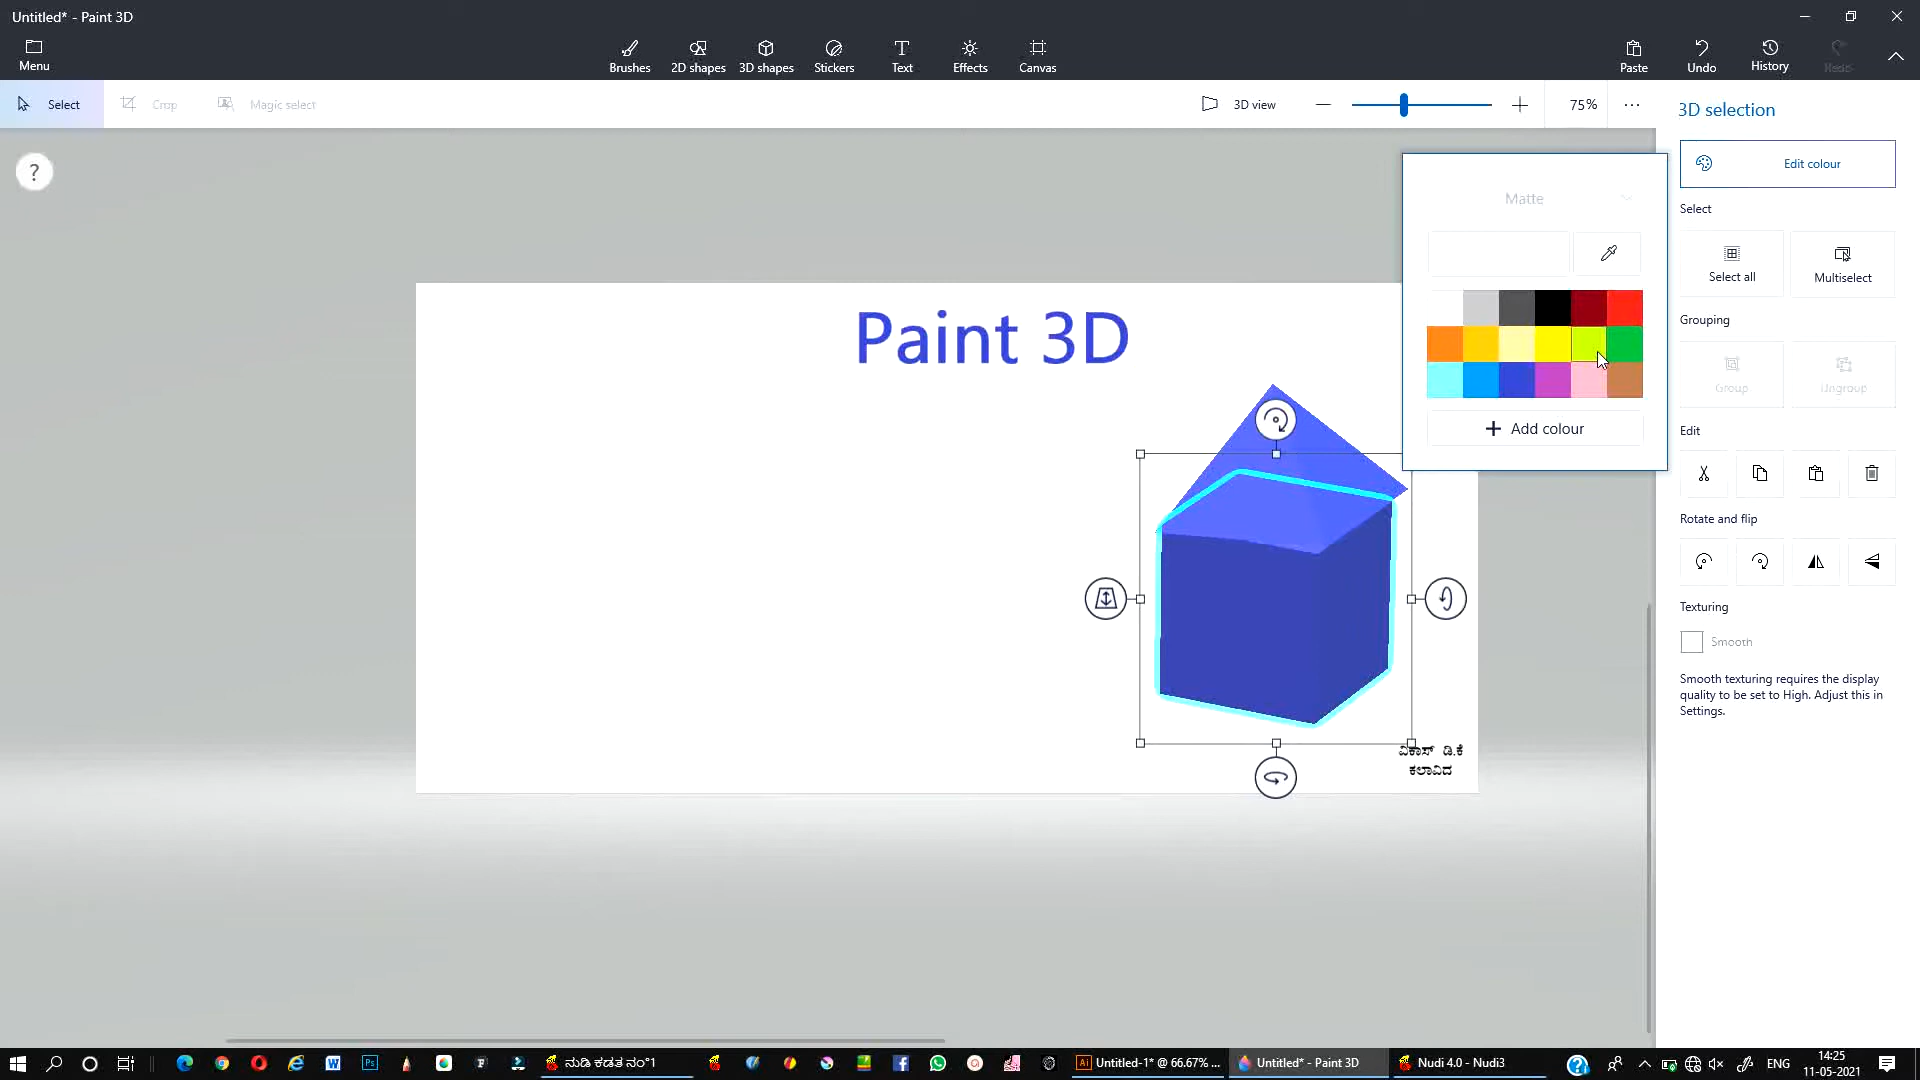 Untitled* - Paint 3D
Menu
Brushes 2D shapes 3D shapes Stickers Text Effects Canvas
Paste Undo History Redo
Select Crop Magic select 3D view 75%
3D selection
Edit colour
Matte
Select
Select all Multiselect
Grouping
Group Ungroup
Add colour
Edit
Rotate and flip
Texturing
Smooth
Smooth texturing requires the display
quality to be set to High. Adjust this in
Settings.
Paint 3D
ವಿಕಾಸ್ ಡಿ.ಕೆ
ಕಲಾವಿದ
ನುಡಿ ಕಡತ ನಂ°1
Untitled-1* @ 66.67% ...
Untitled* - Paint 3D
Nudi 4.0 - Nudi3
ENG
14:25
11-05-2021